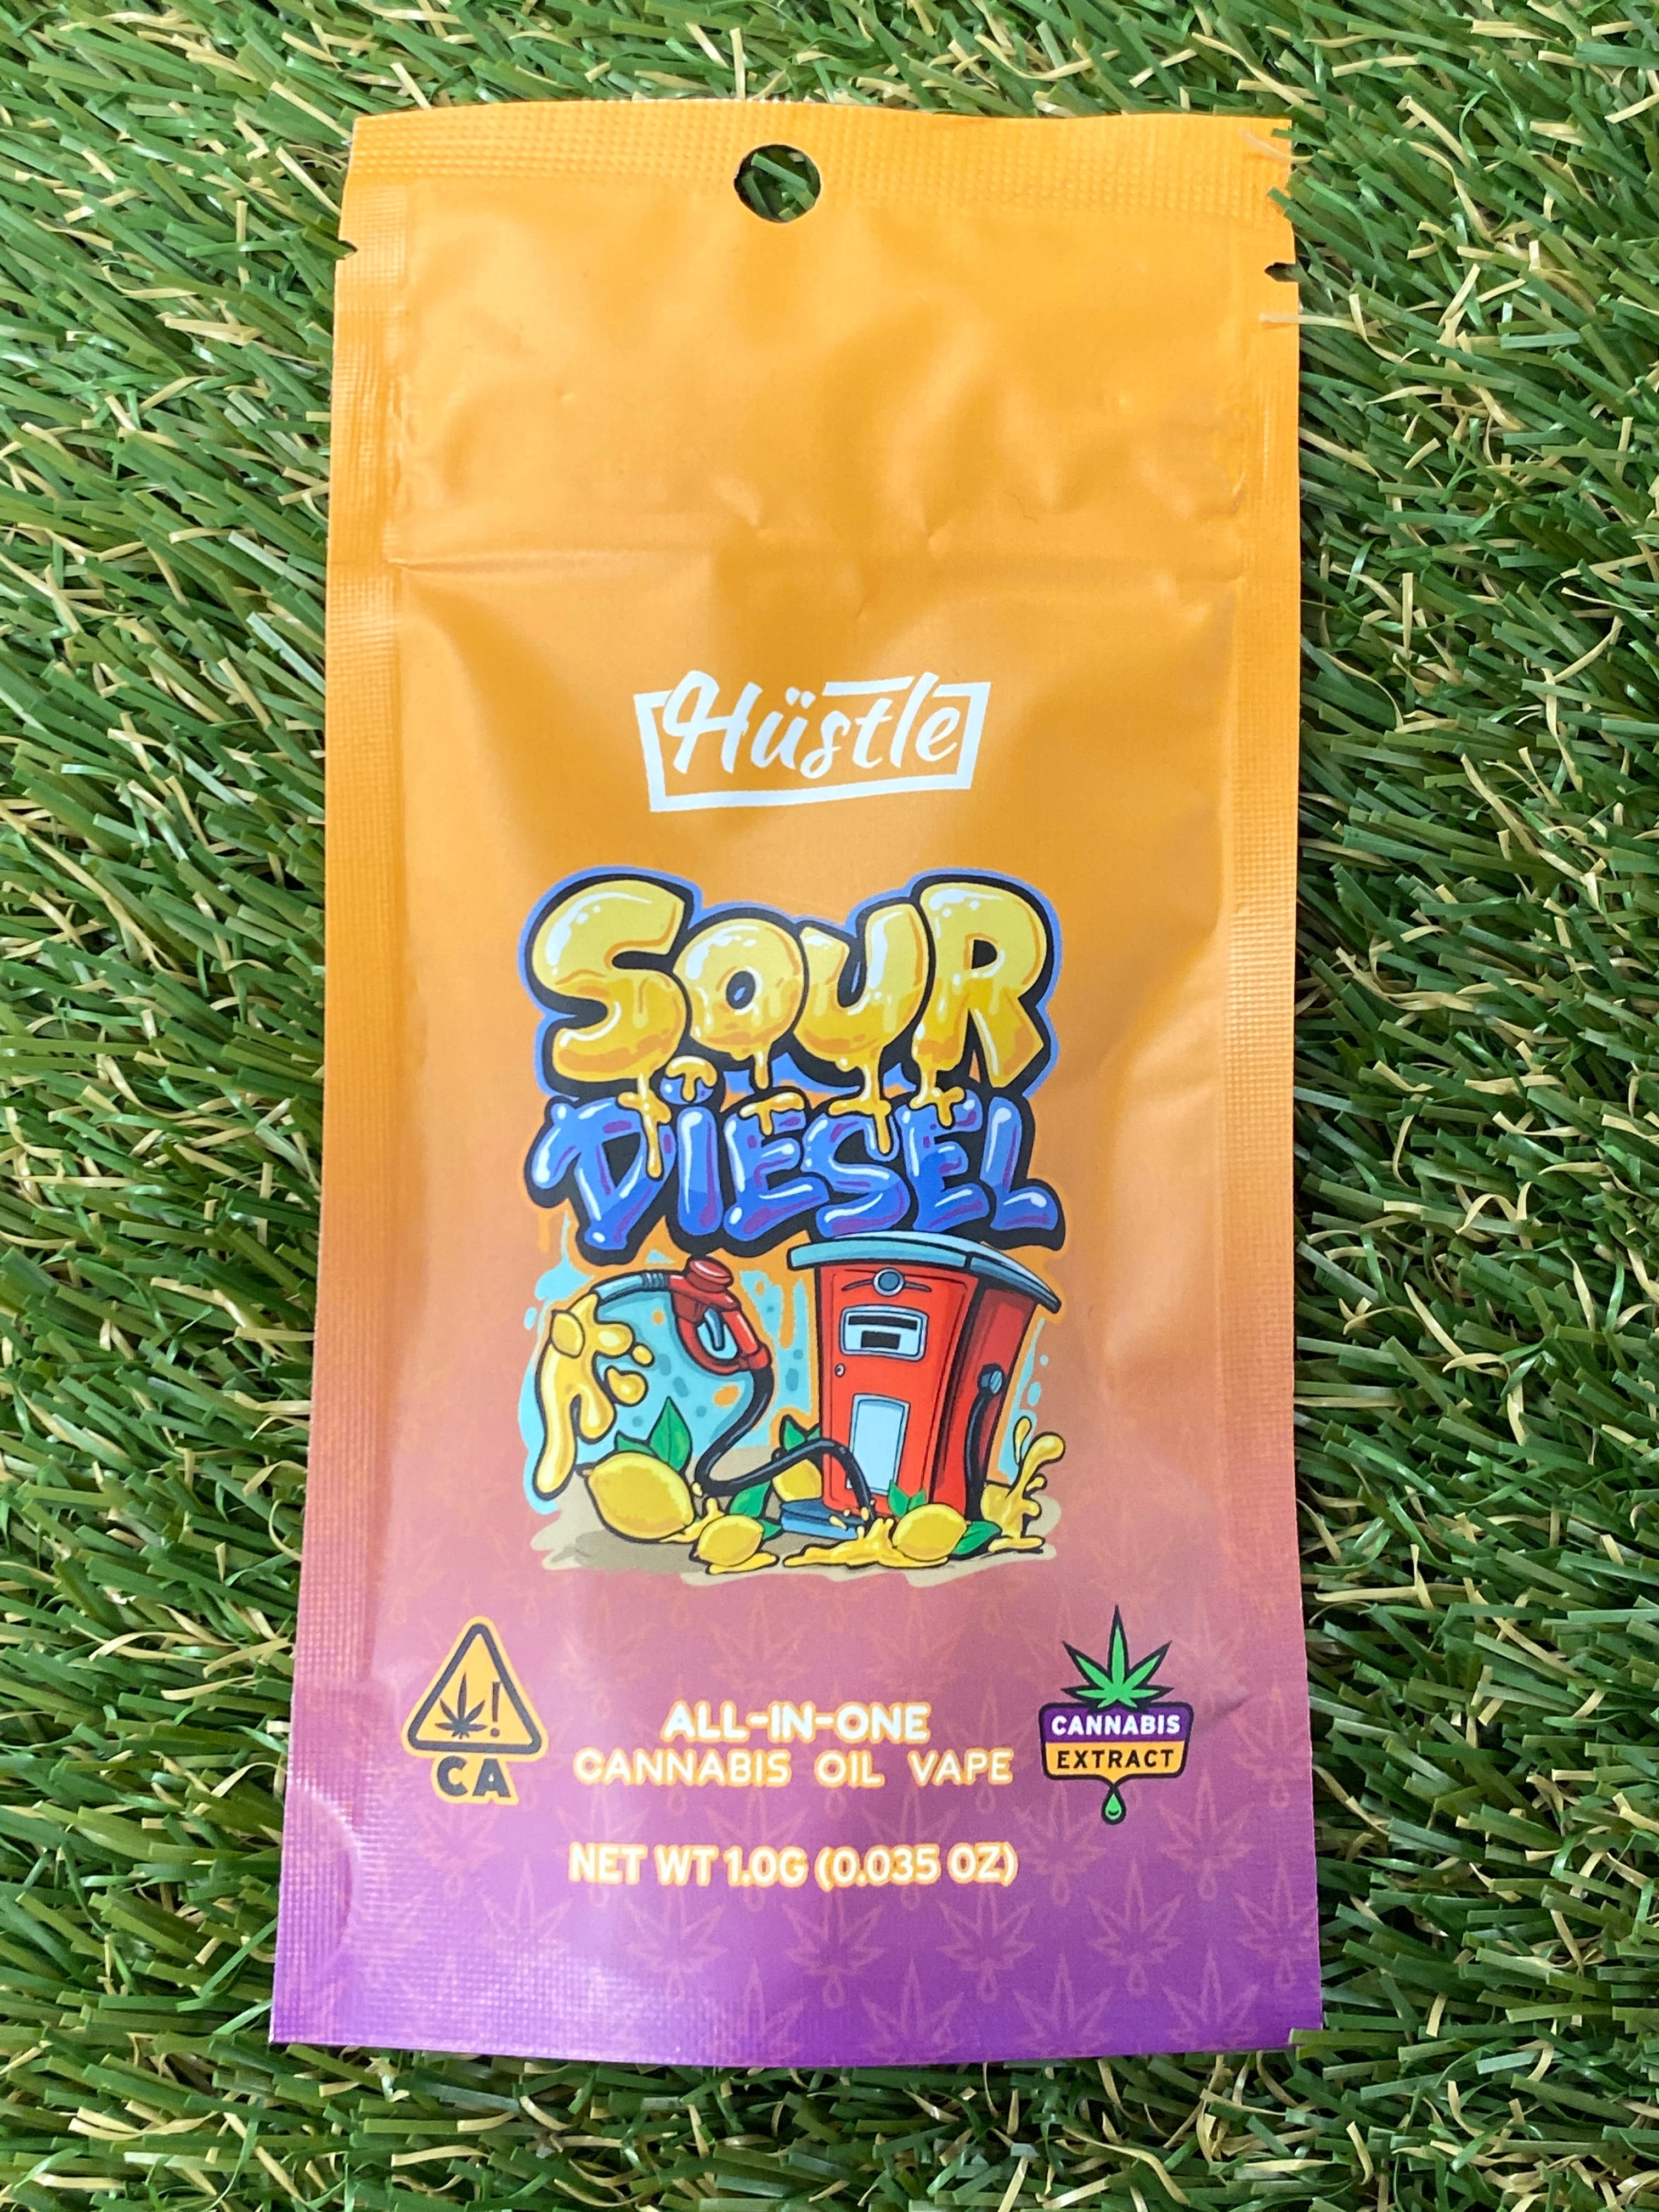 Hüstle
SOUR
DIESEL
!
CA
ALL-IN-ONE
CANNABIS OIL VAPE
CANNABIS
EXTRACT
NET WT 1.0G (0.035 OZ)